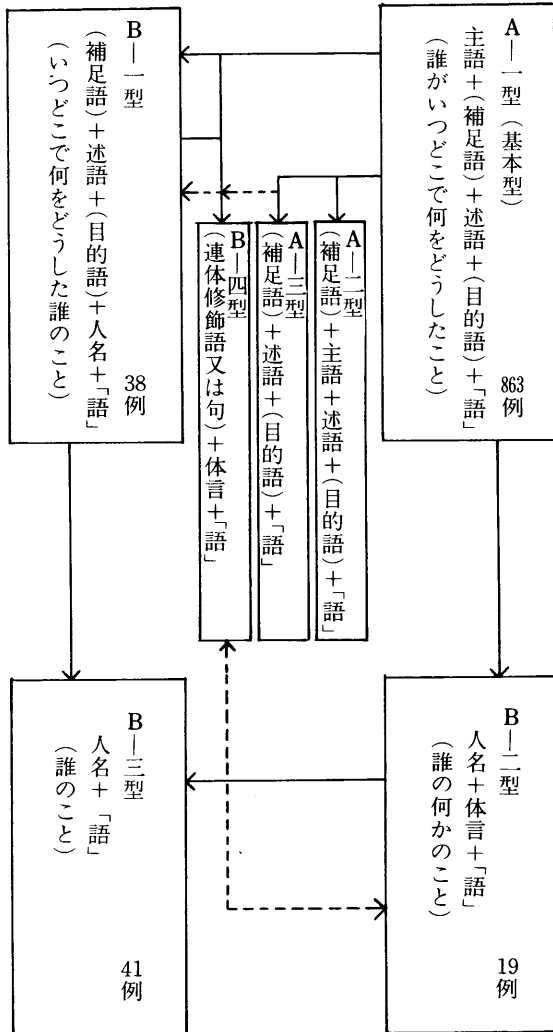 A—一型（基本型）
主語＋(補足語)＋述語＋(目的語)＋「語」
（誰がいつどこで何をどうしたこと）
863例
A—二型
(補足語)＋主語＋述語＋(目的語)＋「語」
A—三型
(補足語)＋述語＋(目的語)＋「語」
B—四型
(連体修飾語又は句)＋体言＋「語」
B—一型
(補足語)＋述語＋(目的語)＋人名＋「語」
（いつどこで何をどうした誰のこと）
38例
B—二型
人名＋体言＋「語」
（誰の何かのこと）
19例
B—三型
人名＋「語」
（誰のこと）
41例